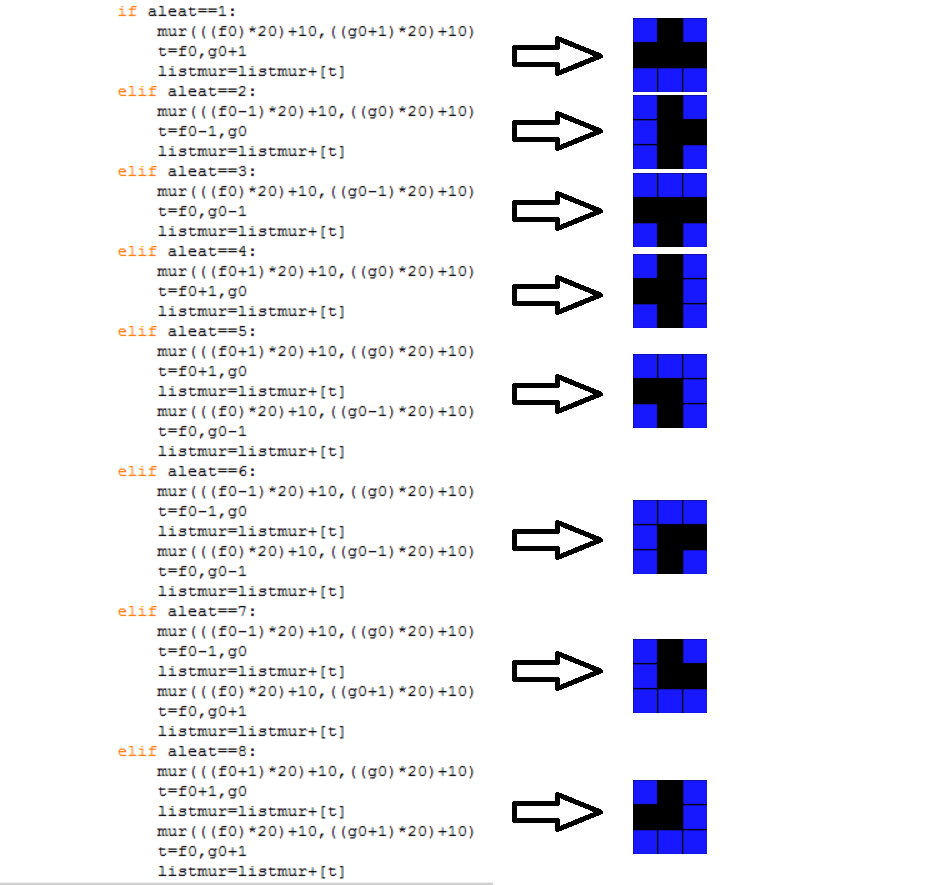 if aleat==1:
mur(((f0)*20)+10,((g0+1)*20)+10)
t=f0,g0+1
listmur=listmur+[t]
elif aleat==2:
mur(((f0-1)*20)+10,((g0)*20)+10)
t=f0-1,g0
listmur=listmur+[t]
elif aleat==3:
mur(((f0)*20)+10,((g0-1)*20)+10)
t=f0,g0-1
listmur=listmur+[t]
elif aleat==4:
mur(((f0+1)*20)+10,((g0)*20)+10)
t=f0+1,g0
listmur=listmur+[t]
elif aleat==5:
mur(((f0+1)*20)+10,((g0)*20)+10)
t=f0+1,g0
listmur=listmur+[t]
mur(((f0)*20)+10,((g0-1)*20)+10)
t=f0,g0-1
listmur=listmur+[t]
elif aleat==6:
mur(((f0-1)*20)+10,((g0)*20)+10)
t=f0-1,g0
listmur=listmur+[t]
mur(((f0)*20)+10,((g0-1)*20)+10)
t=f0,g0-1
listmur=listmur+[t]
elif aleat==7:
mur(((f0-1)*20)+10,((g0)*20)+10)
t=f0-1,g0
listmur=listmur+[t]
mur(((f0)*20)+10,((g0+1)*20)+10)
t=f0,g0+1
listmur=listmur+[t]
elif aleat==8:
mur(((f0+1)*20)+10,((g0)*20)+10)
t=f0+1,g0
listmur=listmur+[t]
mur(((f0)*20)+10,((g0+1)*20)+10)
t=f0,g0+1
listmur=listmur+[t]